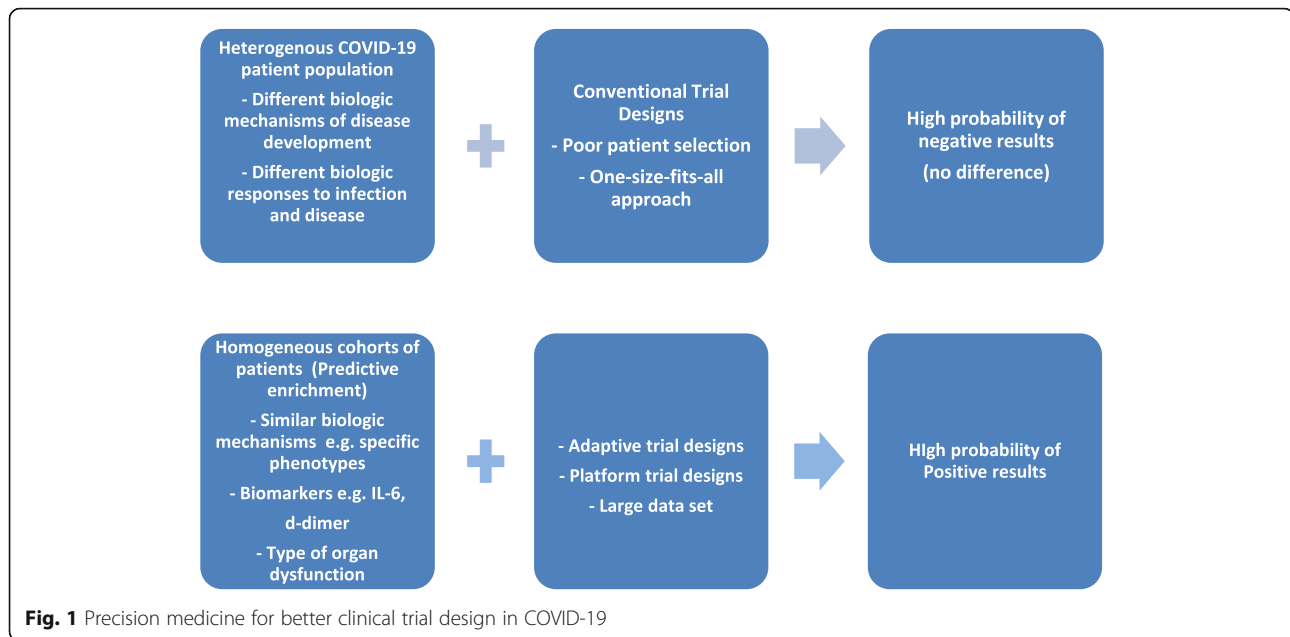 Heterogenous COVID-19
patient population
- Different biologic
mechanisms of disease
development
- Different biologic
responses to infection
and disease
Conventional Trial
Designs
- Poor patient selection
- One-size-fits-all
approach
High probability of
negative results
(no difference)
Homogeneous cohorts of
patients (Predictive
enrichment)
- Similar biologic
mechanisms e.g. specific
phenotypes
- Biomarkers e.g. IL-6,
d-dimer
- Type of organ
dysfunction
- Adaptive trial designs
- Platform trial designs
- Large data set
HIgh probability of
Positive results
Fig. 1 Precision medicine for better clinical trial design in COVID-19